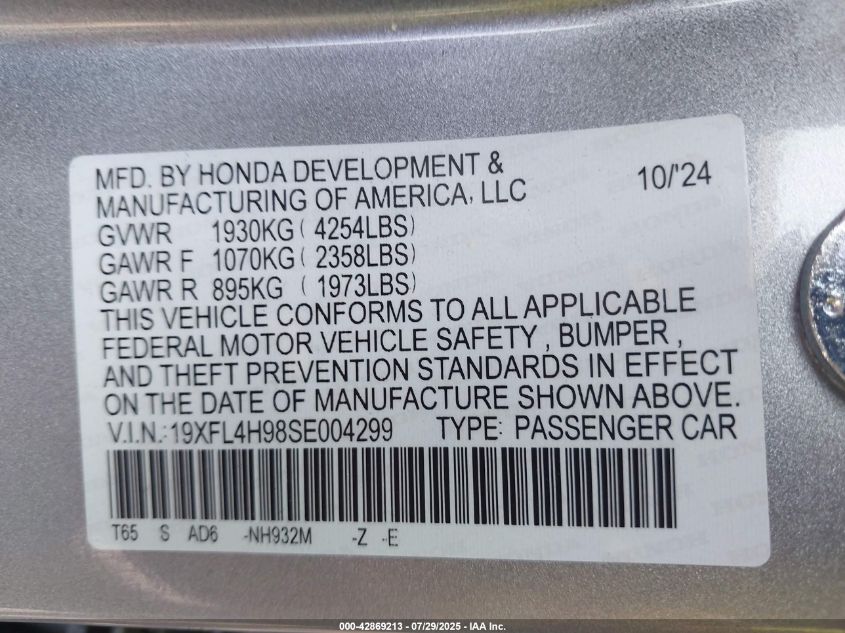 MFD. BY HONDA DEVELOPMENT &
MANUFACTURING OF AMERICA, LLC 10/'24
GVWR 1930KG ( 4254LBS)
GAWR F 1070KG ( 2358LBS)
GAWR R 895KG ( 1973LBS)
THIS VEHICLE CONFORMS TO ALL APPLICABLE
FEDERAL MOTOR VEHICLE SAFETY , BUMPER ,
AND THEFT PREVENTION STANDARDS IN EFFECT
ON THE DATE OF MANUFACTURE SHOWN ABOVE.
V.I.N.:19XFL4H98SE004299 TYPE: PASSENGER CAR
T65 S AD6 -NH932M -Z -E
000-42869213 - 07/29/2025 - IAA Inc.